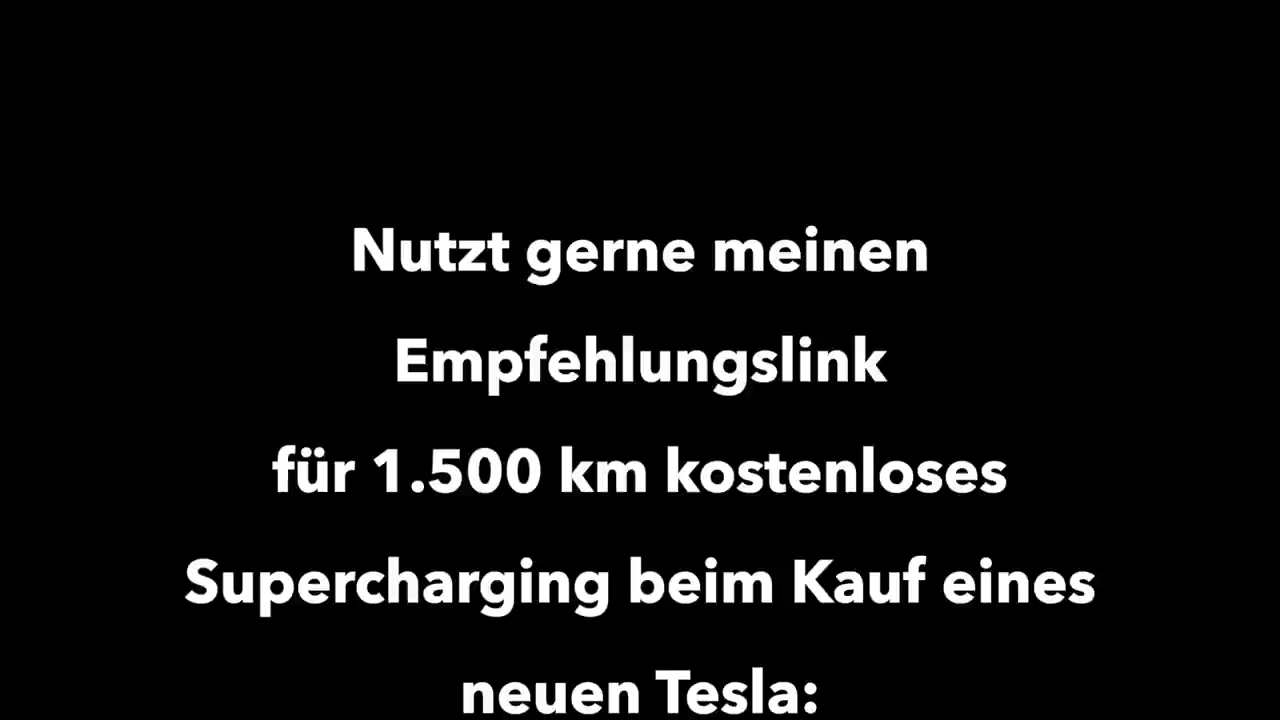 Nutzt gerne meinen
Empfehlungslink
für 1.500 km kostenloses
Supercharging beim Kauf eines
neuen Tesla: